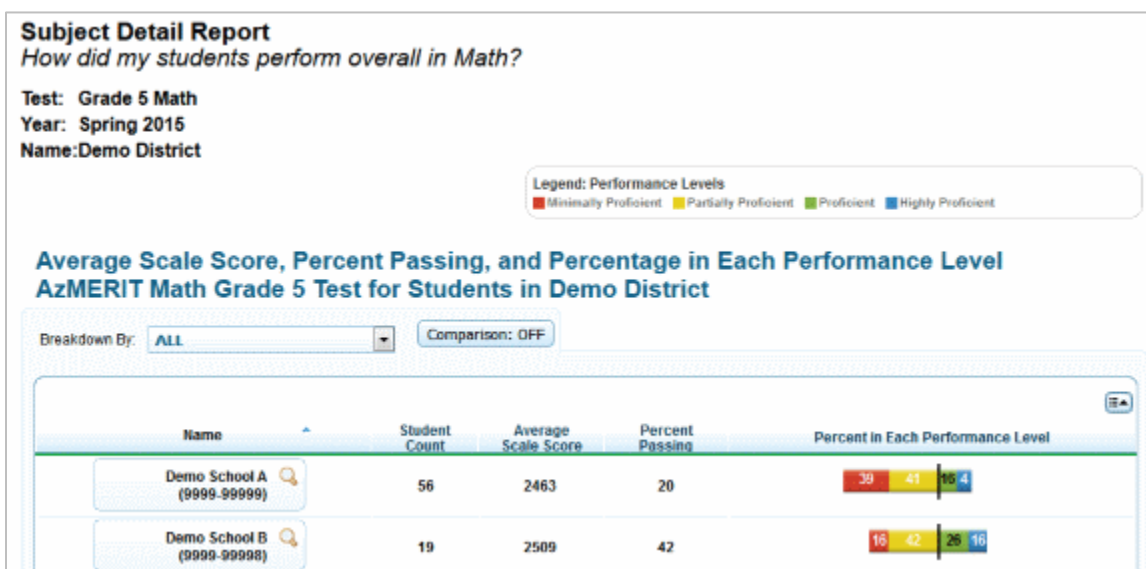 Subject Detail Report
How did my students perform overall in Math?
Test: Grade 5 Math
Year: Spring 2015
Name:Demo District
Legend: Performance Levels
Minimally Proficient Partially Proficient Proficient Highly Proficient
Average Scale Score, Percent Passing, and Percentage in Each Performance Level
AzMERIT Math Grade 5 Test for Students in Demo District
Breakdown By: ALL Comparison: OFF
Name Student Count Average Scale Score Percent Passing Percent in Each Performance Level
Demo School A (9999-99999) 56 2463 20 39 41 16 4
Demo School B (9999-99998) 19 2509 42 16 42 26 16